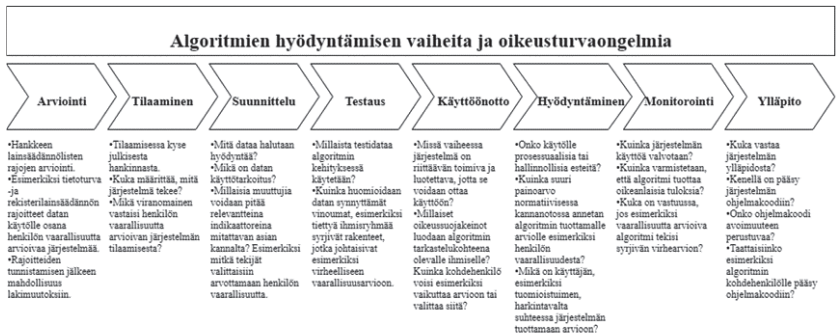 Algoritmien hyödyntämisen vaiheita ja oikeusturvaongelmia
Arviointi
Tilaaminen
Suunnittelu
Testaus
Käyttöönotto
Hyödyntäminen
Monitorointi
Ylläpito
•Hankkeen
lainsäädännölisten
rajojen arviointi.
•Esimerkiksi tietoturva
-ja
rekisterilainsäädännön
rajoitteet datan
käytölle osana
henkilön vaarallisuutta
arvioivaa järjestelmää.
•Rajoitteiden
tunnistamisen jälkeen
mahdollisuus
lakimuutoksiin.
•Tilaamisessa kyse
julkisesta
hankinnasta.
•Kuka määrittää, mitä
järjestelmä tekee?
•Mikä viranomainen
vastaisi henkilön
vaarallisuutta
arvioivan järjestelmän
tilaamisesta?
•Mitä dataa halutaan
hyödyntää?
•Mikä on datan
käyttötarkoitus?
•Millaisia muuttujia
voidaan pitää
relevantteina
indikaattoreina
mitattavan asian
kannalta? Esimerkiksi
mitkä tekijät
valittaisiin
arvottamaan henkilön
vaarallisuutta.
•Millaista testidataa
algoritmin
kehityksessä
käytetään?
•Kuinka huomioidaan
datan synnyttämät
vinoumat, esimerkiksi
tiettyä ihmisryhmää
syrjivät rakenteet,
jotka johtaisivat
esimerkiksi
virheelliseen
vaarallisuusarvioon.
•Missä vaiheessa
järjestelmä on
riittävän toimiva ja
luotettava, jotta se
voidaan ottaa
käyttöön?
•Millaiset
oikeussuojakeinot
luodaan algoritmin
tarkastelukohteena
olevalle ihmiselle?
Kuinka kohdehenkilö
voisi esimerkiksi
vaikuttaa arvioon tai
valittaa siitä?
•Onko käytölle
prosessuaalisia tai
hallinnollisia esteitä?
•Kuinka suuri
painoarvo
normatiivisessa
kannanotossa annetan
algoritmin tuottamalle
arviolle esimerkiksi
henkilön
vaarallisuudesta?
•Mikä on käyttäjän,
esimerkiksi
tuomioistuimen,
harkintavalta
suhteessa järjestelmän
tuottamaan arvioon?
•Kuinka järjestelmän
käyttöä valvotaan?
•Kuinka varmistetaan,
että algoritmi tuottaa
oikeanlaisia tuloksia?
•Kuka on vastuussa,
jos esimerkiksi
vaarallisuutta arvioiva
algoritmi tekisi
syrjivän virhearvion?
•Kuka vastaa
järjestelmän
ylläpidosta?
•Kenellä on pääsy
järjestelmän
ohjelmakoodiin?
•Onko ohjelmakoodi
avoimuuteen
perustuvaa?
•Taattaisiinko
esimerkiksi
algoritmin
kohdehenkilölle pääsy
ohjelmakoodiin?